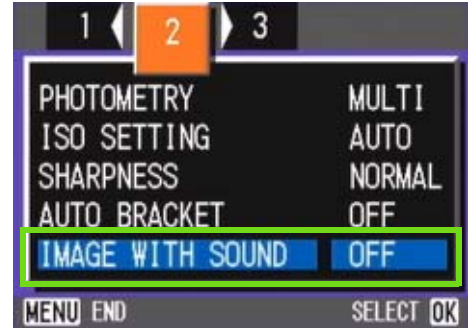 1 2 3
PHOTOMETRY MULTI
ISO SETTING AUTO
SHARPNESS NORMAL
AUTO BRACKET OFF
IMAGE WITH SOUND OFF
MENU END SELECT OK